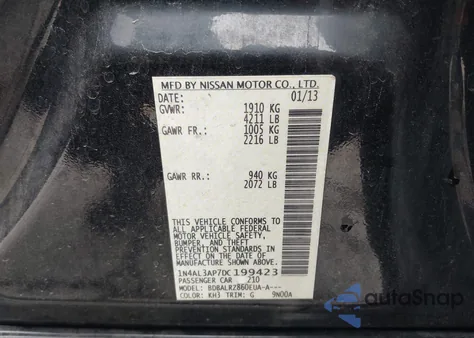 MFD BY NISSAN MOTOR CO., LTD.
DATE: 01/13
GVWR: 1910 KG
4211 LB
GAWR FR.: 1005 KG
2216 LB
GAWR RR.: 940 KG
2072 LB
THIS VEHICLE CONFORMS TO
ALL APPLICABLE FEDERAL
MOTOR VEHICLE SAFETY,
BUMPER, AND THEFT
PREVENTION STANDARDS
IN EFFECT ON THE DATE
OF MANUFACTURE SHOWN
ABOVE.
1N4AL3AP7DC199423
PASSENGER CAR 210
MODEL: BDBALRZ860EUA-A---
COLOR: KH3 TRIM: G 9N00A
autoSnap
by Carketa